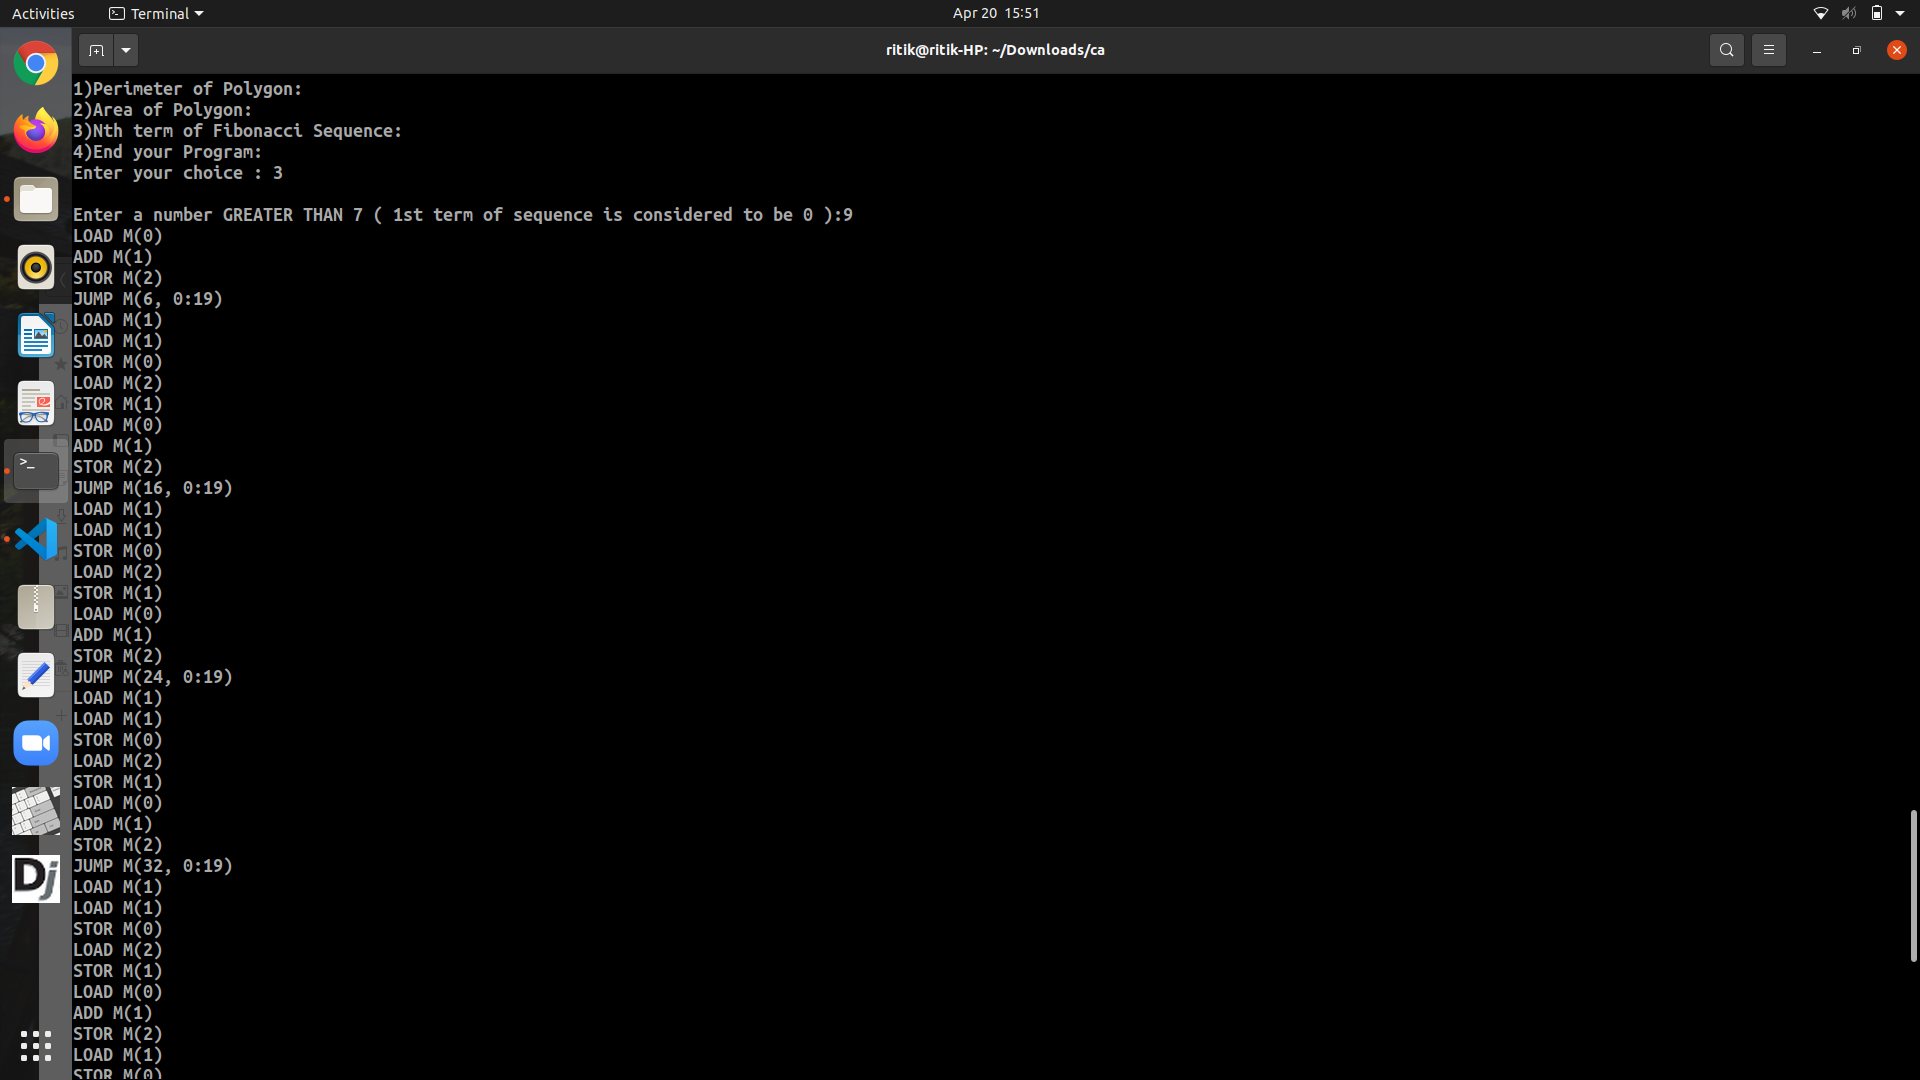 Activities
Terminal
Apr 20 15:51
ritik@ritik-HP: ~/Downloads/ca
1)Perimeter of Polygon:
2)Area of Polygon:
3)Nth term of Fibonacci Sequence:
4)End your Program:
Enter your choice : 3
Enter a number GREATER THAN 7 ( 1st term of sequence is considered to be 0 ):9
LOAD M(0)
ADD M(1)
STOR M(2)
JUMP M(6, 0:19)
LOAD M(1)
LOAD M(1)
STOR M(0)
LOAD M(2)
STOR M(1)
LOAD M(0)
ADD M(1)
STOR M(2)
JUMP M(16, 0:19)
LOAD M(1)
LOAD M(1)
STOR M(0)
LOAD M(2)
STOR M(1)
LOAD M(0)
ADD M(1)
STOR M(2)
JUMP M(24, 0:19)
LOAD M(1)
LOAD M(1)
STOR M(0)
LOAD M(2)
STOR M(1)
LOAD M(0)
ADD M(1)
STOR M(2)
JUMP M(32, 0:19)
LOAD M(1)
LOAD M(1)
STOR M(0)
LOAD M(2)
STOR M(1)
LOAD M(0)
ADD M(1)
STOR M(2)
LOAD M(1)
STOR M(0)
Dj